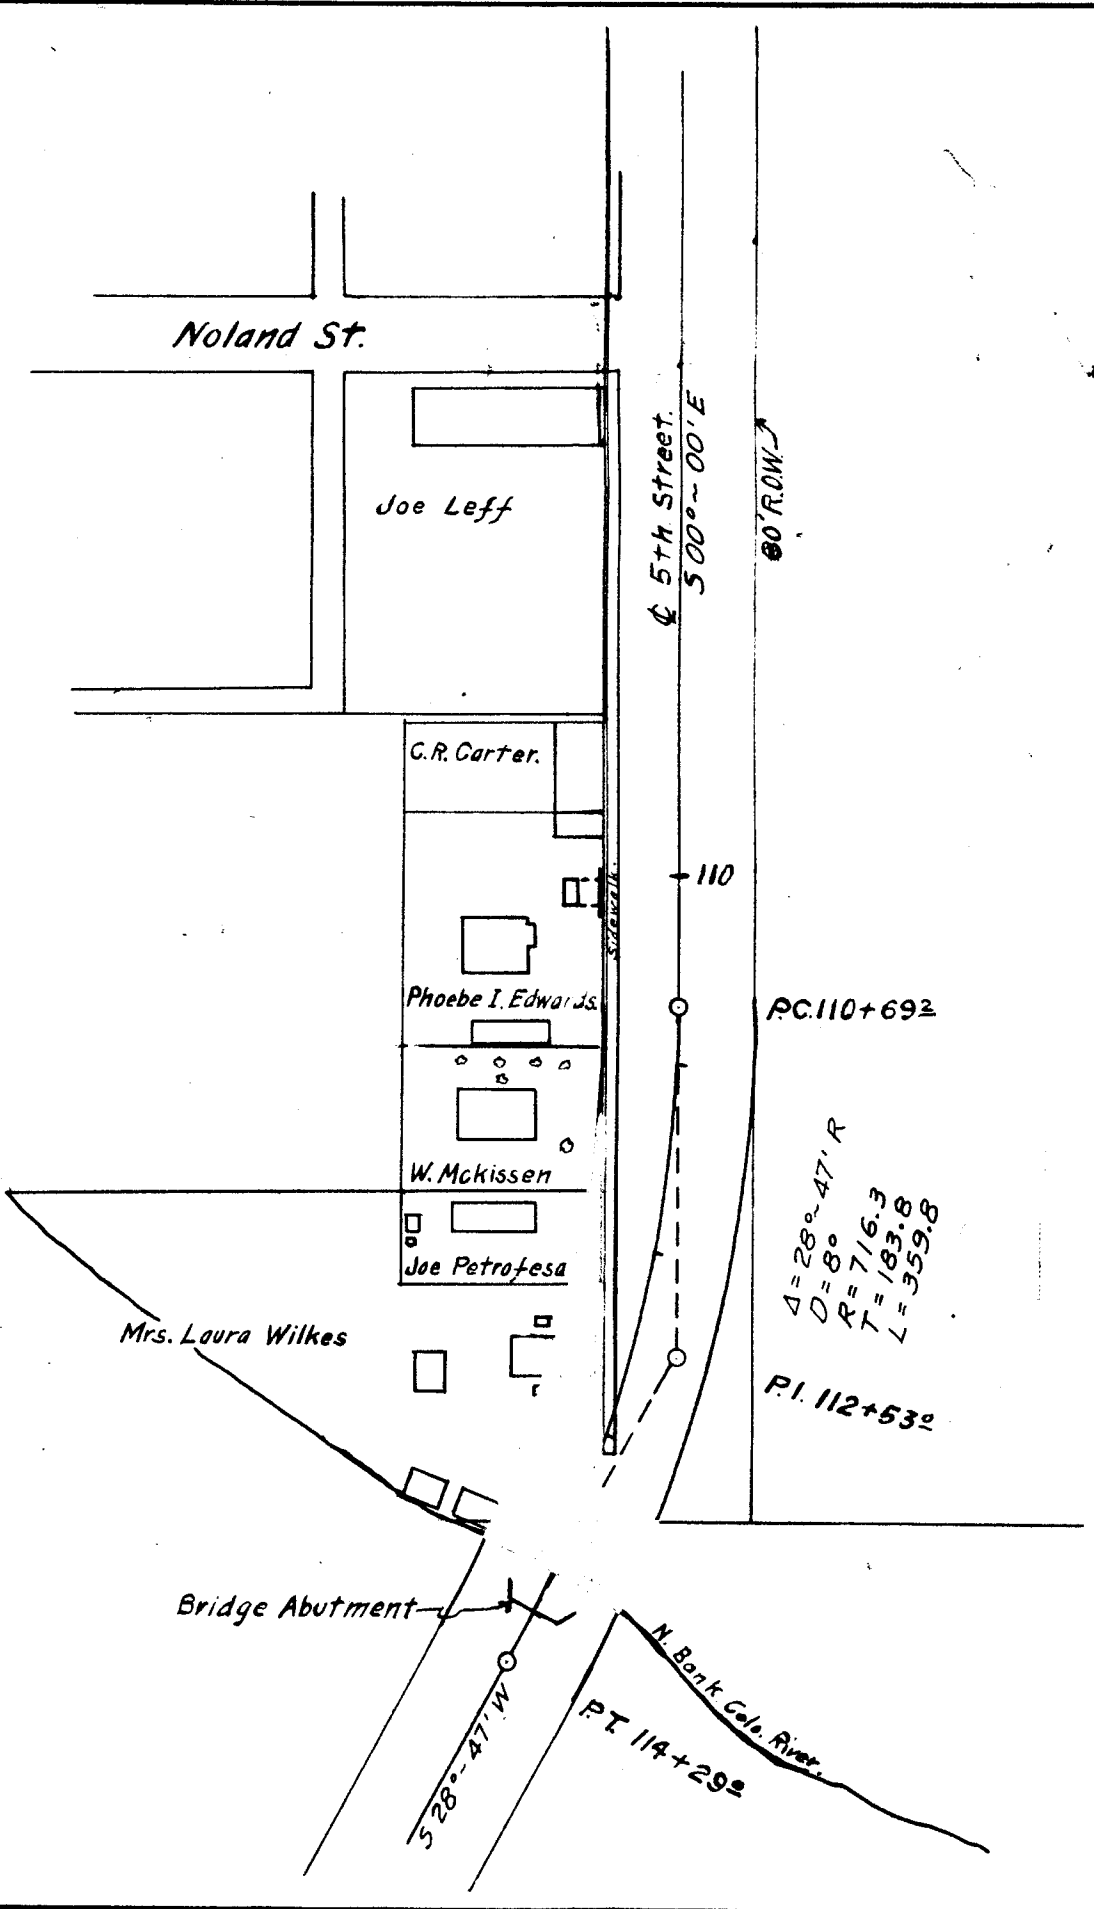 Noland St.
Joe Leff
℄ 5th Street.
S 00°~00' E
80' R.O.W.
C.R. Carter.
110
sidewalk.
Phoebe I. Edwards.
P.C. 110+69²
W. Mckissen
Δ=28°~47' R
D=8°
R=716.3
T=183.8
L=359.8
Joe Petrofesa
Mrs. Laura Wilkes
P.I. 112+53⁰
Bridge Abutment
N. Bank Colo. River.
S 28°~47' W
P.T. 114+29⁰